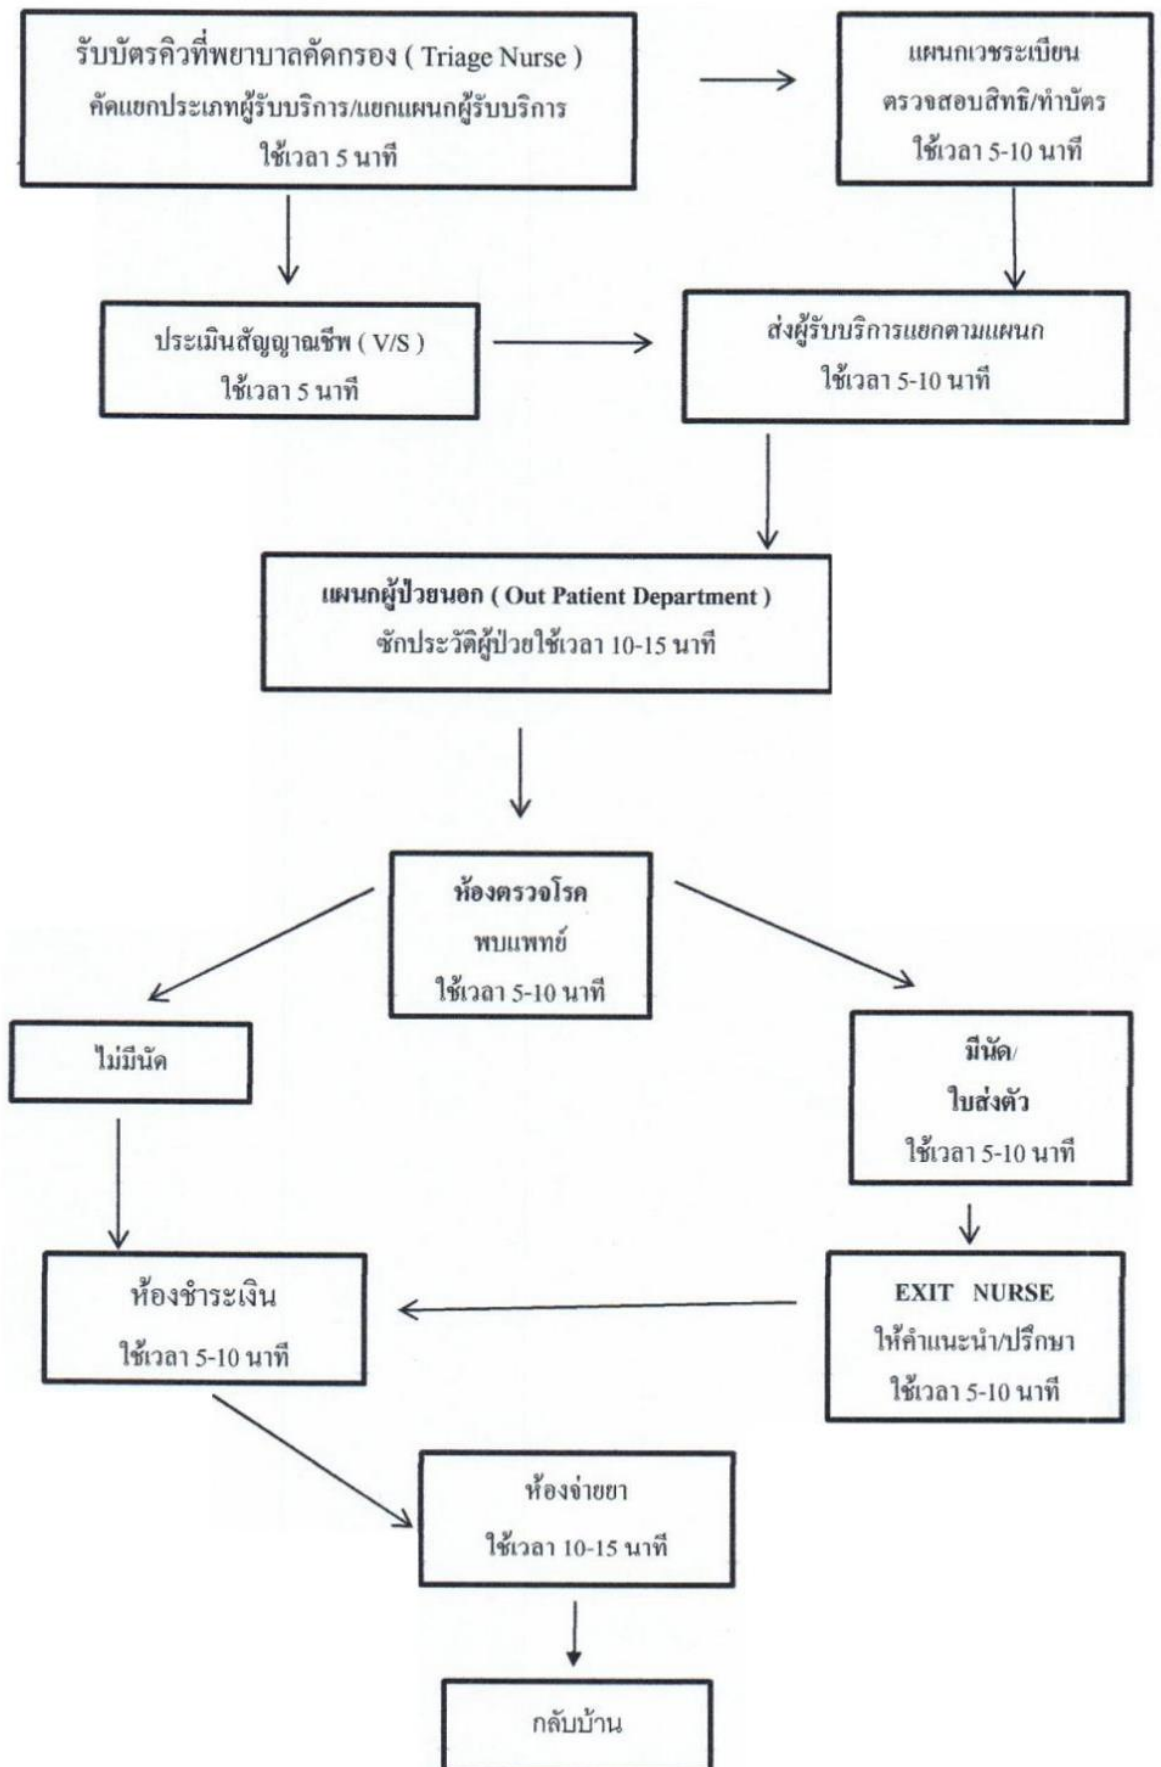 รับบัตรคิวที่พยาบาลคัดกรอง ( Triage Nurse )
คัดแยกประเภทผู้รับบริการ/แยกแผนกผู้รับบริการ
ใช้เวลา 5 นาที
แผนกเวชระเบียน
ตรวจสอบสิทธิ/ทำบัตร
ใช้เวลา 5-10 นาที
ประเมินสัญญาณชีพ ( V/S )
ใช้เวลา 5 นาที
ส่งผู้รับบริการแยกตามแผนก
ใช้เวลา 5-10 นาที
แผนกผู้ป่วยนอก ( Out Patient Department )
ซักประวัติผู้ป่วยใช้เวลา 10-15 นาที
ห้องตรวจโรค
พบแพทย์
ใช้เวลา 5-10 นาที
ไม่มีนัด
มีนัด/
ใบส่งตัว
ใช้เวลา 5-10 นาที
ห้องชำระเงิน
ใช้เวลา 5-10 นาที
EXIT NURSE
ให้คำแนะนำ/ปรึกษา
ใช้เวลา 5-10 นาที
ห้องจ่ายยา
ใช้เวลา 10-15 นาที
กลับบ้าน